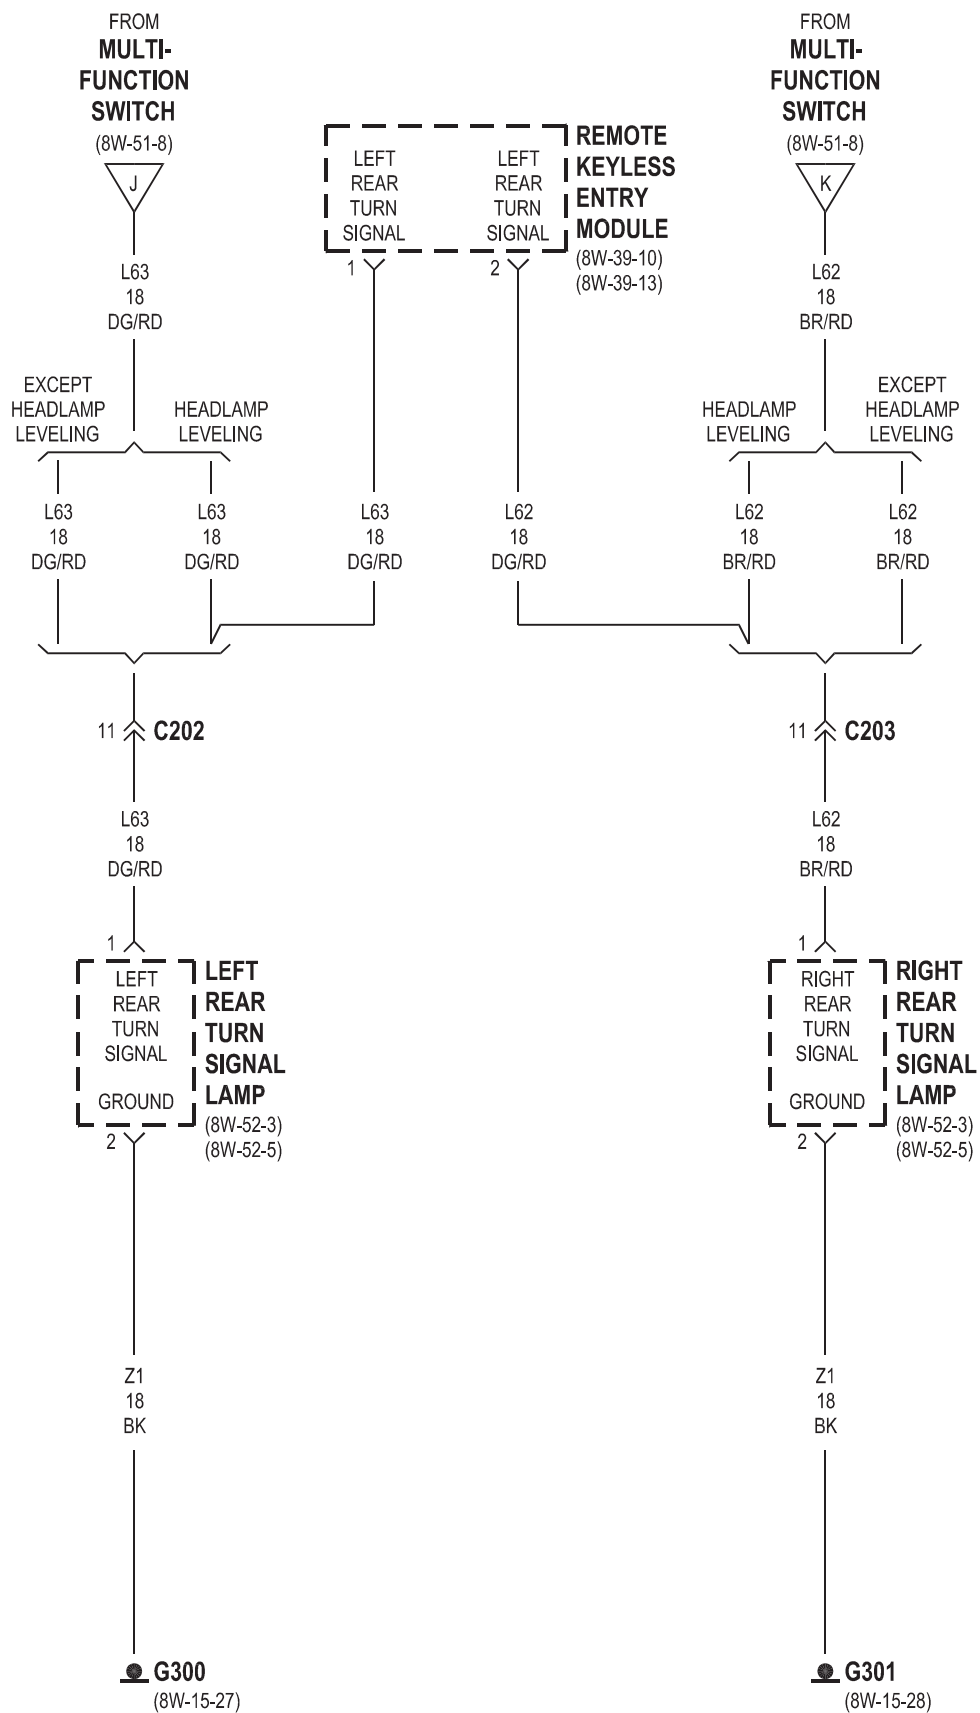 FROM
MULTI-
FUNCTION
SWITCH
(8W-51-8)
J
L63
18
DG/RD
EXCEPT
HEADLAMP
LEVELING
HEADLAMP
LEVELING
L63
18
DG/RD
L63
18
DG/RD
LEFT
REAR
TURN
SIGNAL
LEFT
REAR
TURN
SIGNAL
REMOTE
KEYLESS
ENTRY
MODULE
(8W-39-10)
(8W-39-13)
1
2
L63
18
DG/RD
L62
18
DG/RD
FROM
MULTI-
FUNCTION
SWITCH
(8W-51-8)
K
L62
18
BR/RD
HEADLAMP
LEVELING
EXCEPT
HEADLAMP
LEVELING
L62
18
BR/RD
L62
18
BR/RD
11 C202
L63
18
DG/RD
1
LEFT
REAR
TURN
SIGNAL
GROUND
LEFT
REAR
TURN
SIGNAL
LAMP
(8W-52-3)
(8W-52-5)
2
Z1
18
BK
G300
(8W-15-27)
11 C203
L62
18
BR/RD
1
RIGHT
REAR
TURN
SIGNAL
GROUND
RIGHT
REAR
TURN
SIGNAL
LAMP
(8W-52-3)
(8W-52-5)
2
Z1
18
BK
G301
(8W-15-28)